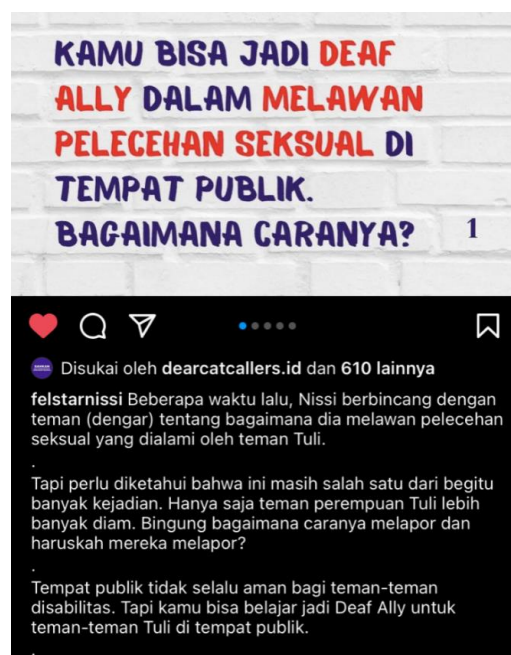 KAMU BISA JADI DEAF
ALLY DALAM MELAWAN
PELECEHAN SEKSUAL DI
TEMPAT PUBLIK.
BAGAIMANA CARANYA? 1
Disukai oleh dearcatcallers.id dan 610 lainnya
felstarnissi Beberapa waktu lalu, Nissi berbincang dengan
teman (dengar) tentang bagaimana dia melawan pelecehan
seksual yang dialami oleh teman Tuli.
.
Tapi perlu diketahui bahwa ini masih salah satu dari begitu
banyak kejadian. Hanya saja teman perempuan Tuli lebih
banyak diam. Bingung bagaimana caranya melapor dan
haruskah mereka melapor?
.
Tempat publik tidak selalu aman bagi teman-teman
disabilitas. Tapi kamu bisa belajar jadi Deaf Ally untuk
teman-teman Tuli di tempat publik.
.